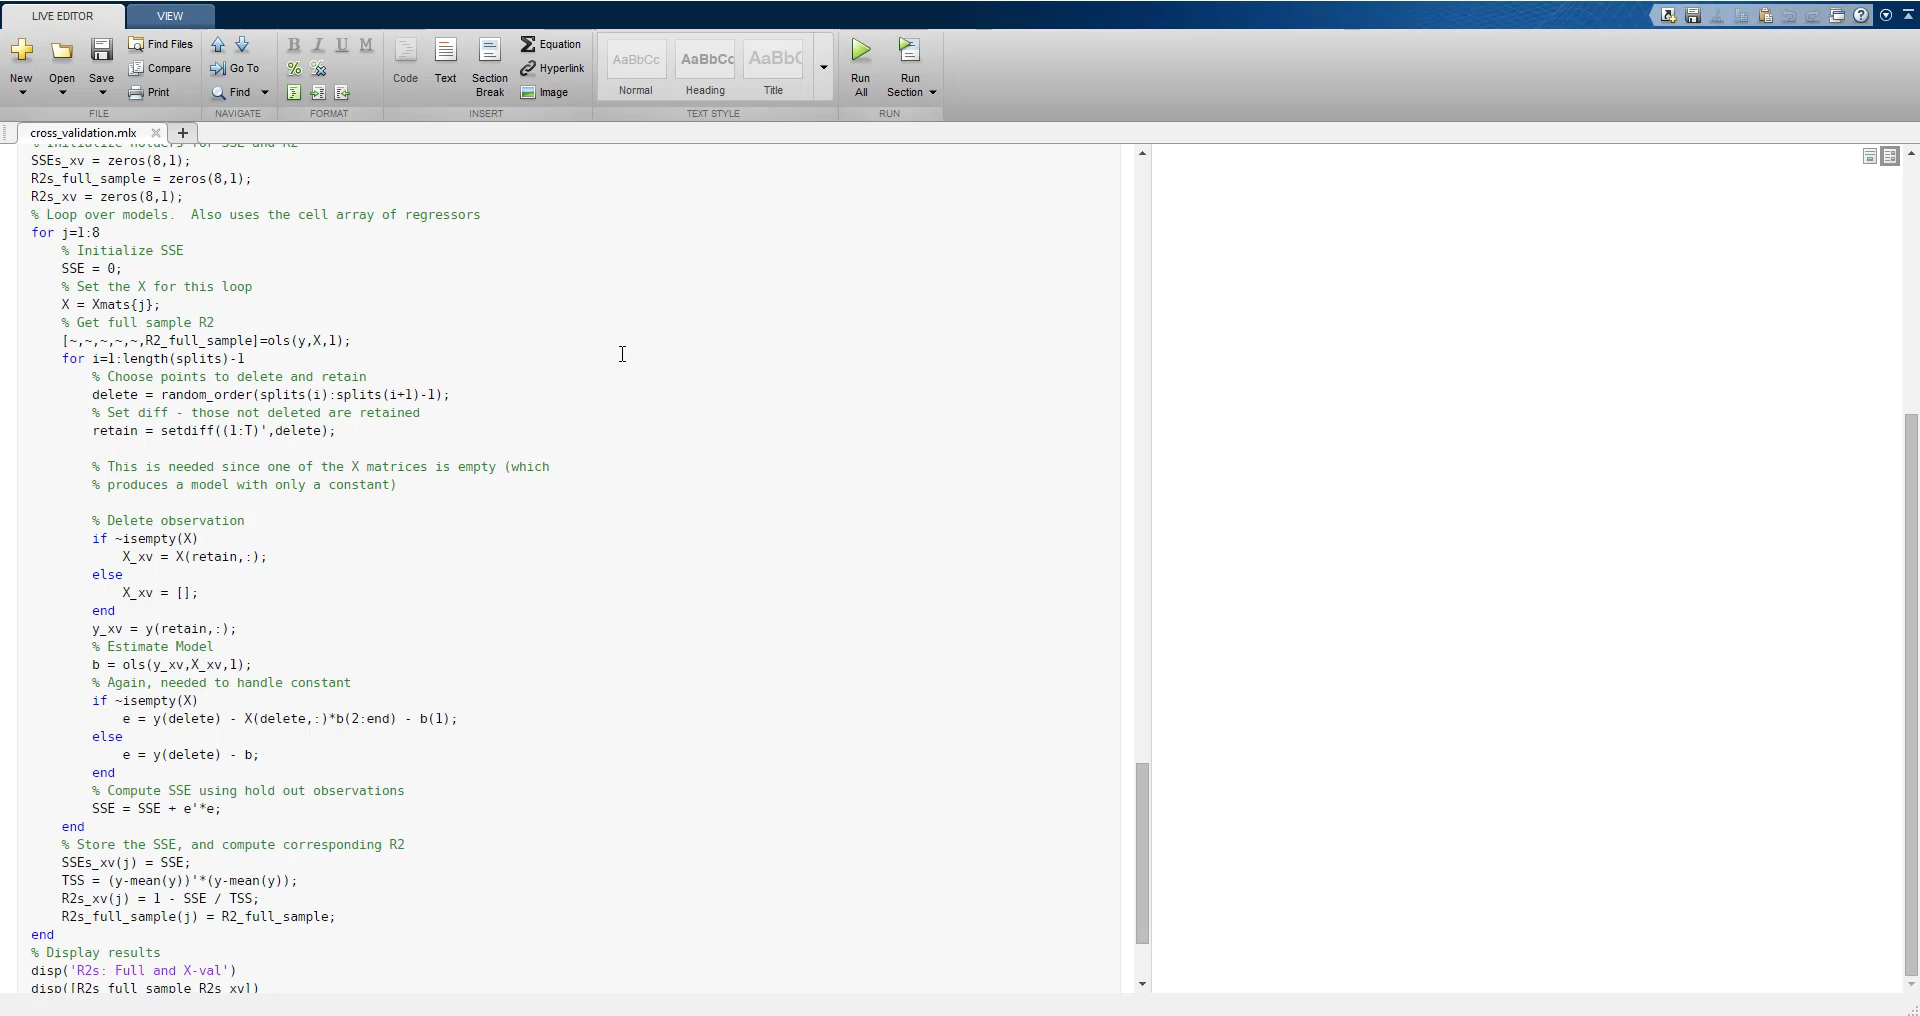 LIVE EDITOR
VIEW
New
Open
Save
Find Files
Compare
Print
FILE
Go To
Find
NAVIGATE
B I U M
FORMAT
Code
Text
Section Break
Equation
Hyperlink
Image
INSERT
AaBbCc
Normal
AaBbCc
Heading
AaBbC
Title
TEXT STYLE
Run All
Run Section
RUN
cross_validation.mlx
% Initialize holders for SSE and R2
SSEs_xv = zeros(8,1);
R2s_full_sample = zeros(8,1);
R2s_xv = zeros(8,1);
% Loop over models.  Also uses the cell array of regressors
for j=1:8
% Initialize SSE
SSE = 0;
% Set the X for this loop
X = Xmats{j};
% Get full sample R2
[~,~,~,~,~,R2_full_sample]=ols(y,X,1);
for i=1:length(splits)-1
% Choose points to delete and retain
delete = random_order(splits(i):splits(i+1)-1);
% Set diff - those not deleted are retained
retain = setdiff((1:T)',delete);
% This is needed since one of the X matrices is empty (which
% produces a model with only a constant)
% Delete observation
if ~isempty(X)
X_xv = X(retain,:);
else
X_xv = [];
end
y_xv = y(retain,:);
% Estimate Model
b = ols(y_xv,X_xv,1);
% Again, needed to handle constant
if ~isempty(X)
e = y(delete) - X(delete,:)*b(2:end) - b(1);
else
e = y(delete) - b;
end
% Compute SSE using hold out observations
SSE = SSE + e'*e;
end
% Store the SSE, and compute corresponding R2
SSEs_xv(j) = SSE;
TSS = (y-mean(y))'*(y-mean(y));
R2s_xv(j) = 1 - SSE / TSS;
R2s_full_sample(j) = R2_full_sample;
end
% Display results
disp('R2s: Full and X-val')
disp([R2s_full_sample R2s_xv])